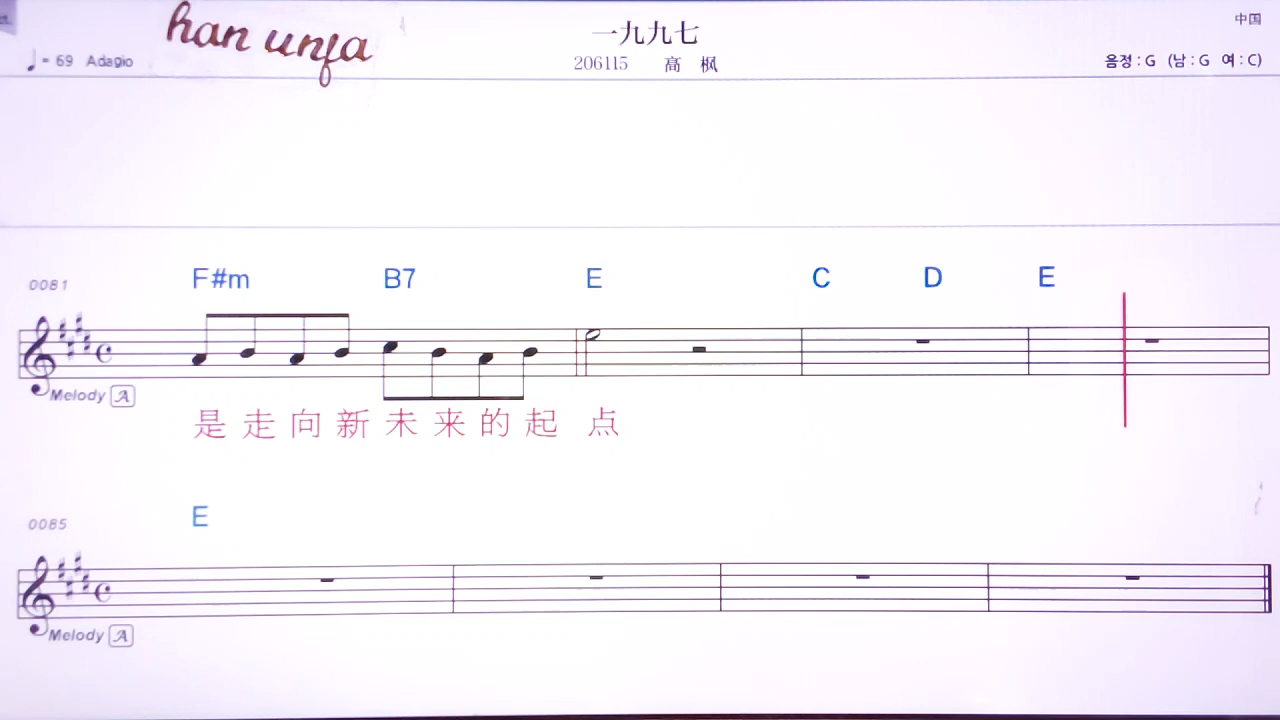 han unfa
一九九七
中国
♩= 69 Adagio
206115 高 枫
음정 : G (남 : G 여 : C)
0081
F#m B7 E C D E
Melody A
是 走 向 新 未 来 的 起 点
0085
E
Melody A